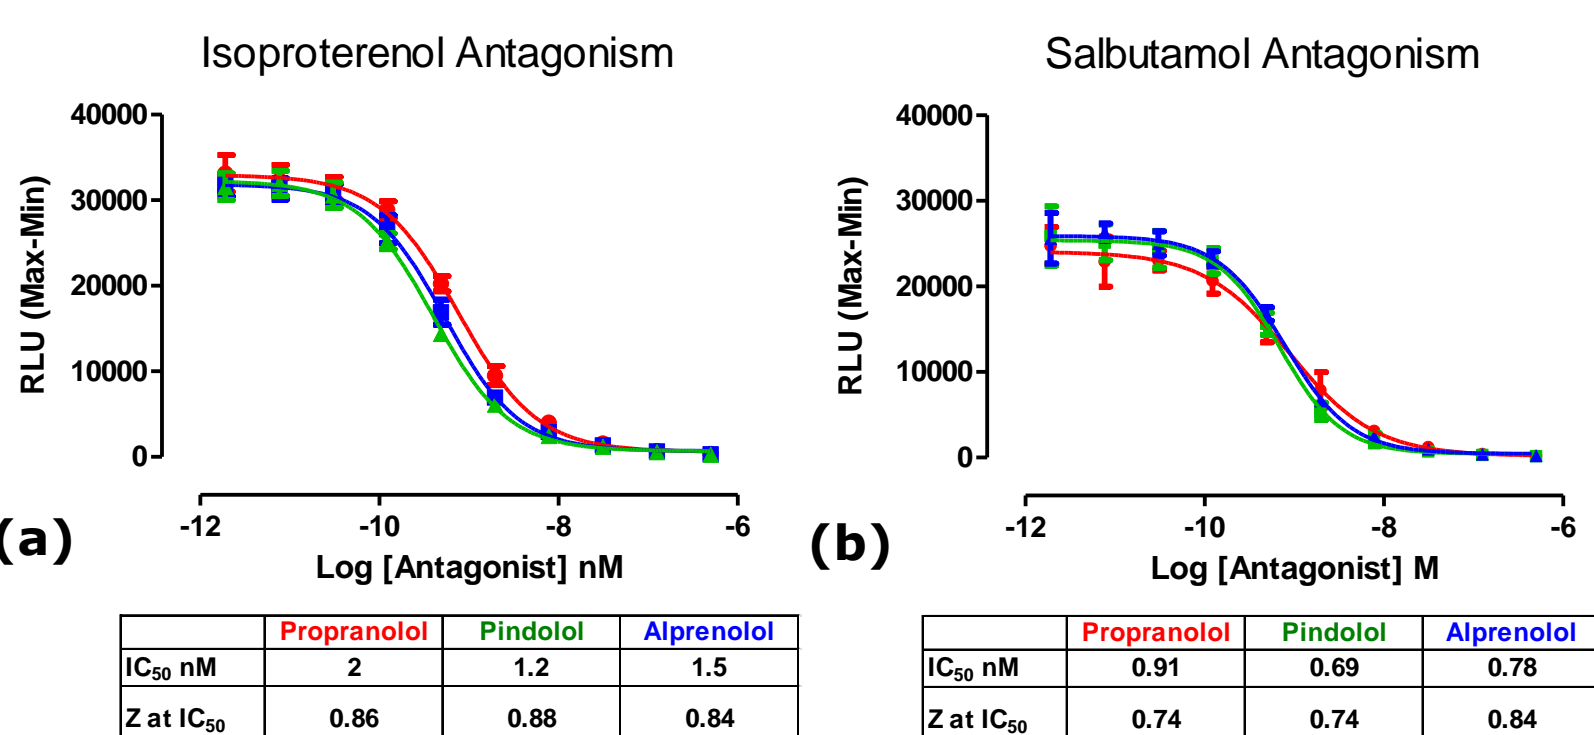 Isoproterenol Antagonism
40000
30000
20000
10000
0
RLU (Max-Min)
-12 -10 -8 -6
Log [Antagonist] nM
(a)
Propranolol Pindolol Alprenolol
IC₅₀ nM 2 1.2 1.5
Z at IC₅₀ 0.86 0.88 0.84
Salbutamol Antagonism
40000
30000
20000
10000
0
RLU (Max-Min)
-12 -10 -8 -6
Log [Antagonist] M
(b)
Propranolol Pindolol Alprenolol
IC₅₀ nM 0.91 0.69 0.78
Z at IC₅₀ 0.74 0.74 0.84